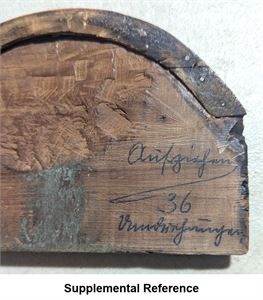 Aufziehen
36
Umdrehungen
Supplemental Reference